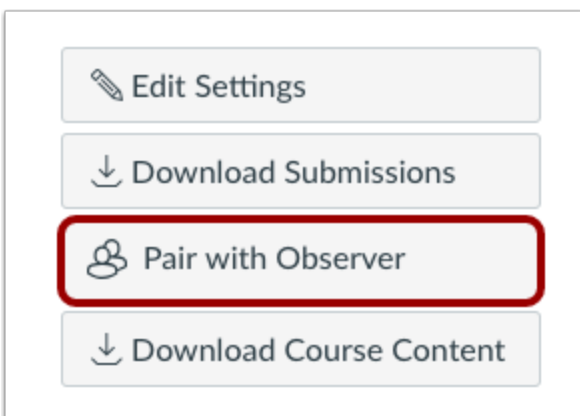 Edit Settings
Download Submissions
Pair with Observer
Download Course Content